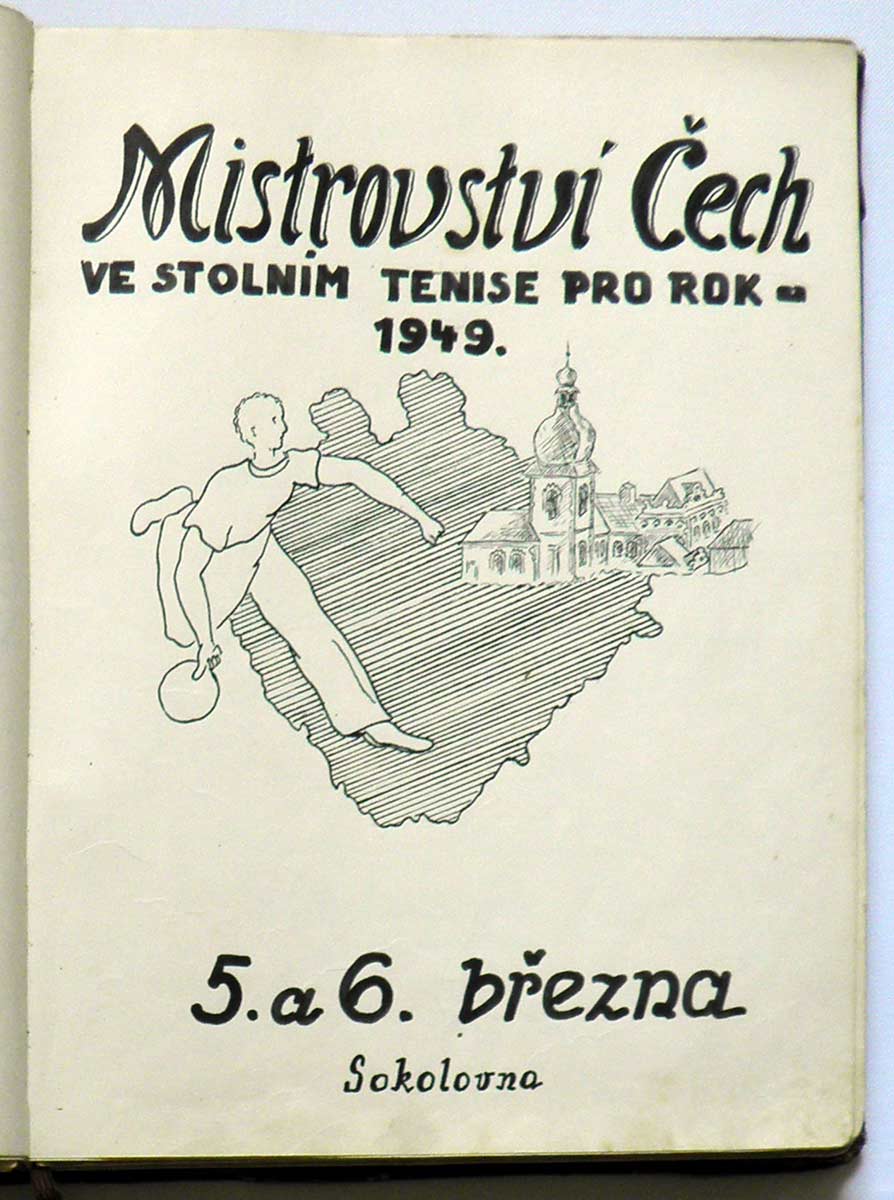 Mistrovství Čech
VE STOLNÍM TENISE PRO ROK -
1949.
5. a 6. března
Sokolovna